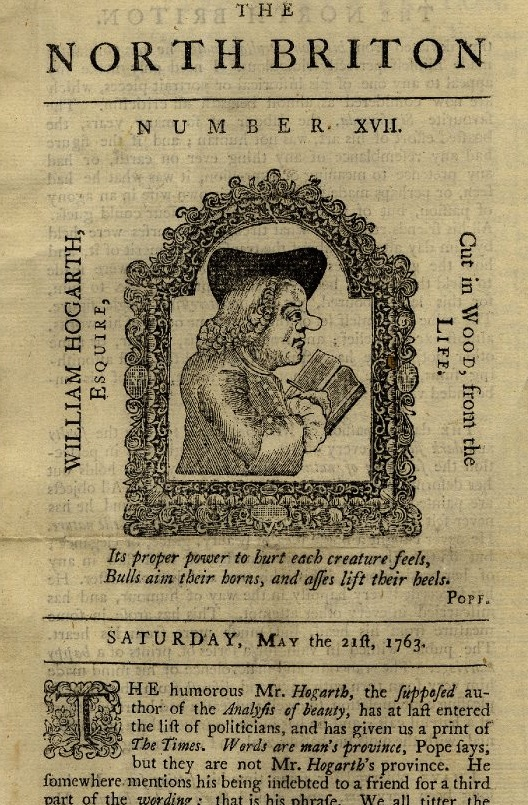 THE
NORTH BRITON
NUMBER XVII.
WILLIAM HOGARTH,
ESQUIRE,
Cut in WOOD, from the
LIFE.
Its proper power to hurt each creature feels,
Bulls aim their horns, and aſſes lift their heels.
POPE.
SATURDAY, MAY the 21ſt, 1763.
THE humorous Mr. Hogarth, the ſuppoſed au-
thor of the Analyſis of beauty, has at laſt entered
the liſt of politicians, and has given us a print of
The Times. Words are man's province, Pope ſays,
but they are not Mr. Hogarth's province. He
ſomewhere mentions his being indebted to a friend for a third
part of the wording: that is his phraſe. We all titter the